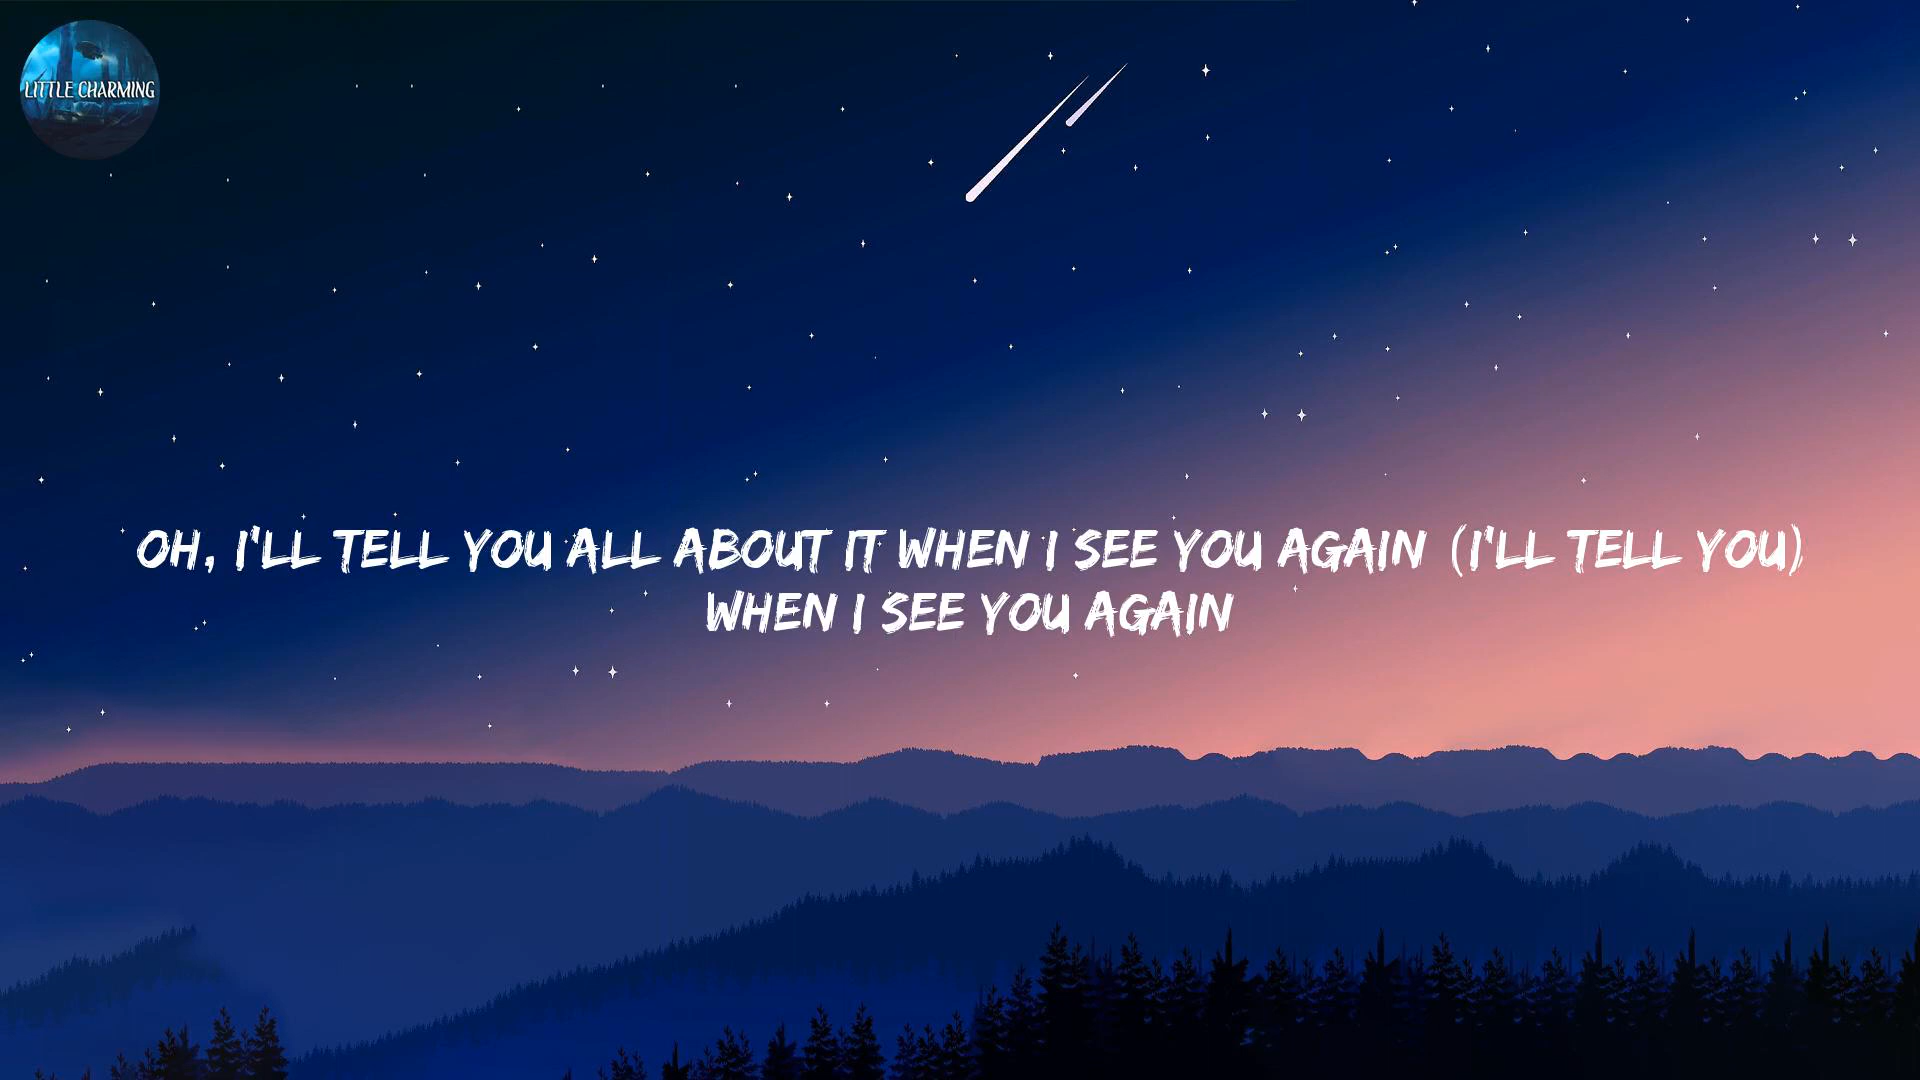 LITTLE CHARMING
OH, I'LL TELL YOU ALL ABOUT IT WHEN I SEE YOU AGAIN (I'LL TELL YOU)
WHEN I SEE YOU AGAIN